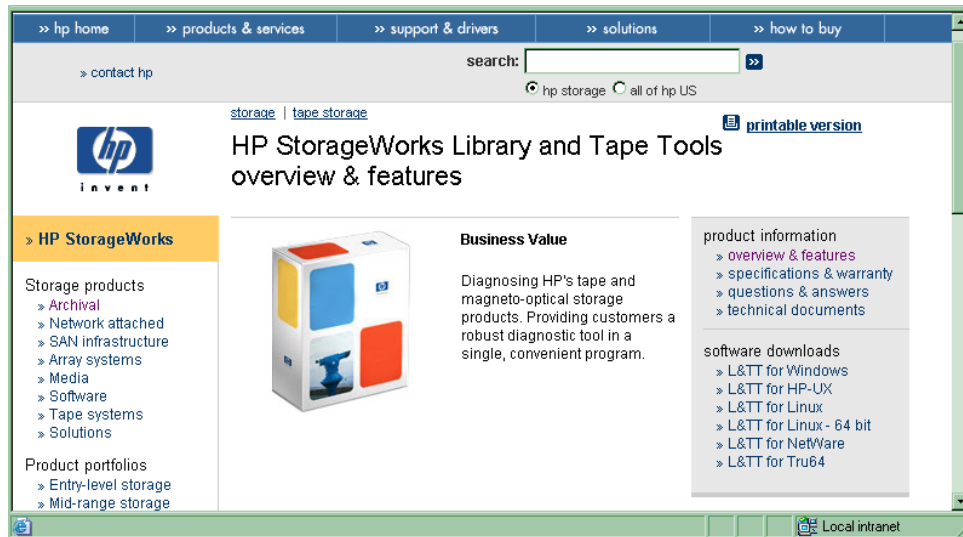 » hp home » products & services » support & drivers » solutions » how to buy
» contact hp
search:
»
hp storage all of hp US
storage | tape storage
printable version
HP StorageWorks Library and Tape Tools
overview & features
hp
invent
» HP StorageWorks
Storage products
» Archival
» Network attached
» SAN infrastructure
» Array systems
» Media
» Software
» Tape systems
» Solutions
Product portfolios
» Entry-level storage
» Mid-range storage
Business Value
Diagnosing HP's tape and
magneto-optical storage
products. Providing customers a
robust diagnostic tool in a
single, convenient program.
product information
» overview & features
» specifications & warranty
» questions & answers
» technical documents
software downloads
» L&TT for Windows
» L&TT for HP-UX
» L&TT for Linux
» L&TT for Linux - 64 bit
» L&TT for NetWare
» L&TT for Tru64
Local intranet